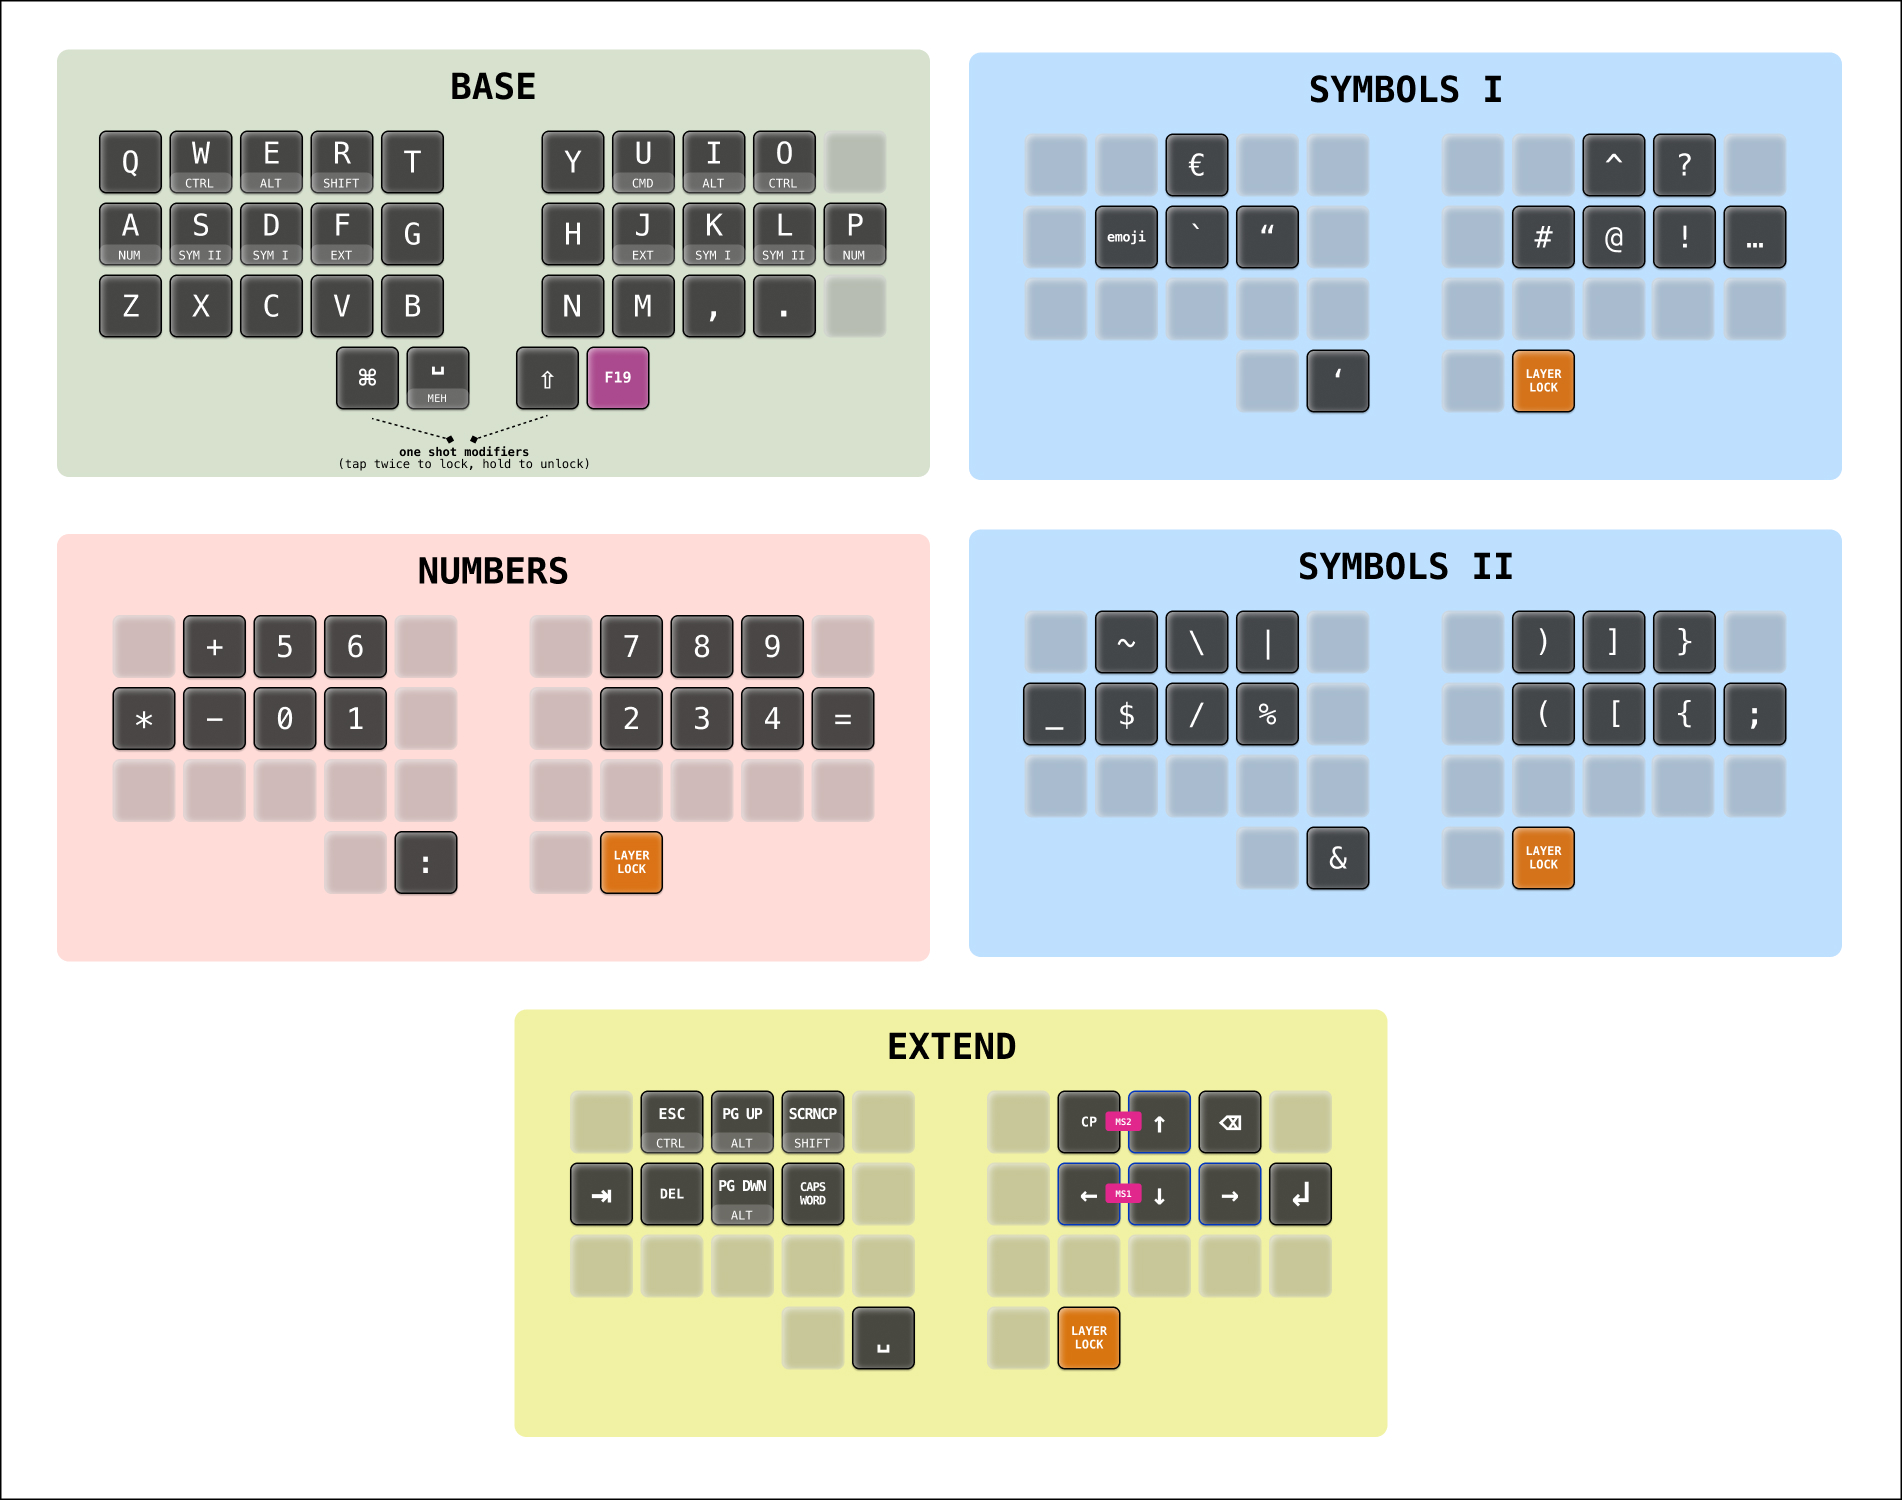 BASE
Q W E R T Y U I O
CTRL ALT SHIFT CMD ALT CTRL
A S D F G H J K L P
NUM SYM II SYM I EXT EXT SYM I SYM II NUM
Z X C V B N M , .
⌘ ␣ ⇧ F19
MEH
one shot modifiers
(tap twice to lock, hold to unlock)
SYMBOLS I
€ ^ ?
emoji ` “ # @ ! …
‘ LAYER
LOCK
NUMBERS
+ 5 6 7 8 9
* − 0 1 2 3 4 =
: LAYER
LOCK
SYMBOLS II
~ \ | ) ] }
_ $ / % ( [ { ;
& LAYER
LOCK
EXTEND
ESC PG UP SCRNCP CP MS2 ↑ ⌫
CTRL ALT SHIFT
⇥ DEL PG DWN CAPS ← MS1 ↓ → ↲
WORD
ALT
␣ LAYER
LOCK